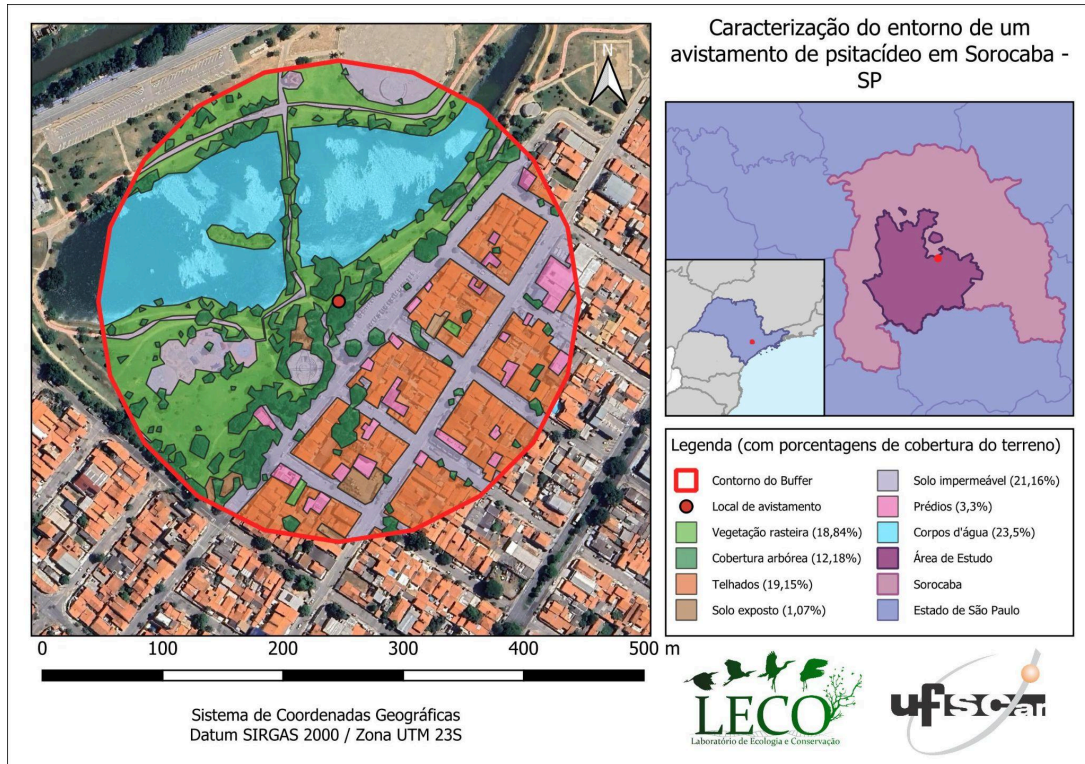 Caracterização do entorno de um
avistamento de psitacídeo em Sorocaba -
SP
N
Legenda (com porcentagens de cobertura do terreno)
Contorno do Buffer
Local de avistamento
Vegetação rasteira (18,84%)
Cobertura arbórea (12,18%)
Telhados (19,15%)
Solo exposto (1,07%)
Solo impermeável (21,16%)
Prédios (3,3%)
Corpos d'água (23,5%)
Área de Estudo
Sorocaba
Estado de São Paulo
0 100 200 300 400 500 m
Sistema de Coordenadas Geográficas
Datum SIRGAS 2000 / Zona UTM 23S
LECO
Laboratório de Ecologia e Conservação
ufscar